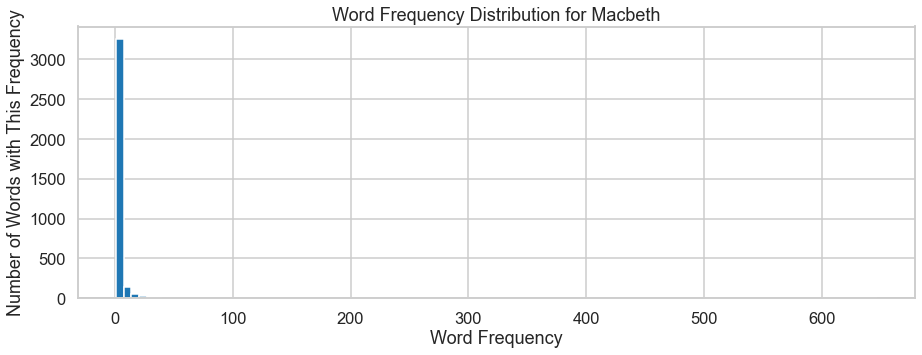 Word Frequency Distribution for Macbeth
Number of Words with This Frequency
3000
2500
2000
1500
1000
500
0
0 100 200 300 400 500 600
Word Frequency